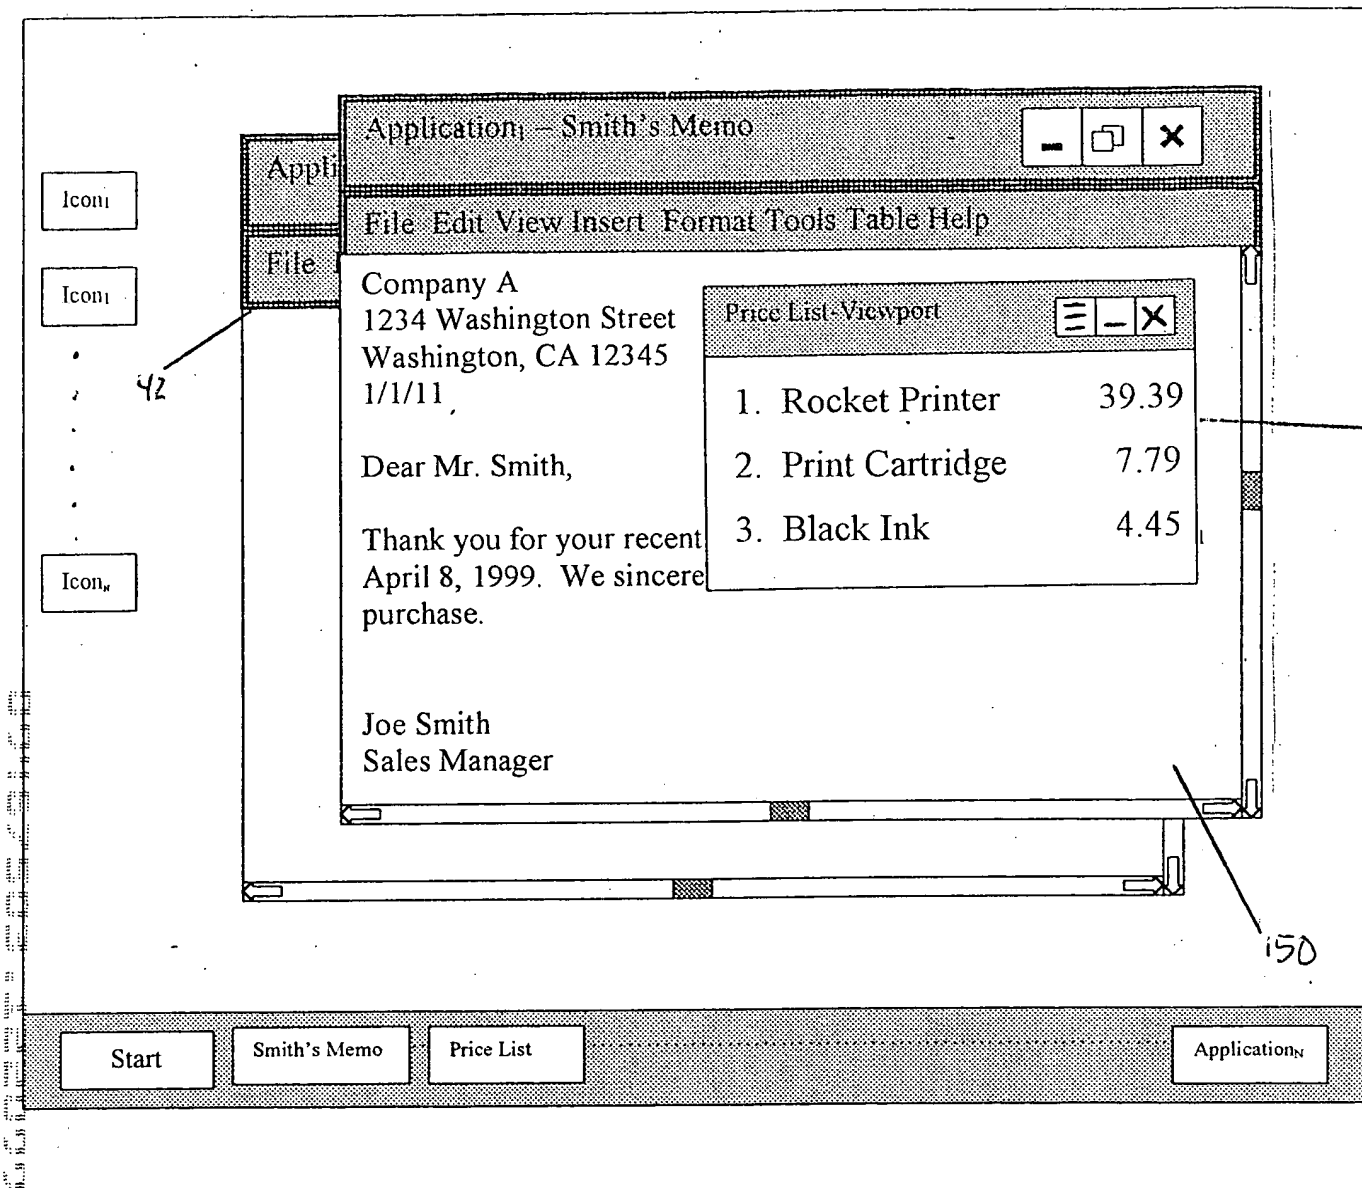 Application₁ – Smith's Memo
Appli
File Edit View Insert Format Tools Table Help
File
Icon₁
Icon₁
Icon_N
42
Company A
1234 Washington Street
Washington, CA 12345
1/1/11
Dear Mr. Smith,
Thank you for your recent
April 8, 1999. We sincere
purchase.
Joe Smith
Sales Manager
Price List-Viewport
1. Rocket Printer 39.39
2. Print Cartridge 7.79
3. Black Ink 4.45
150
Start
Smith's Memo
Price List
Application_N